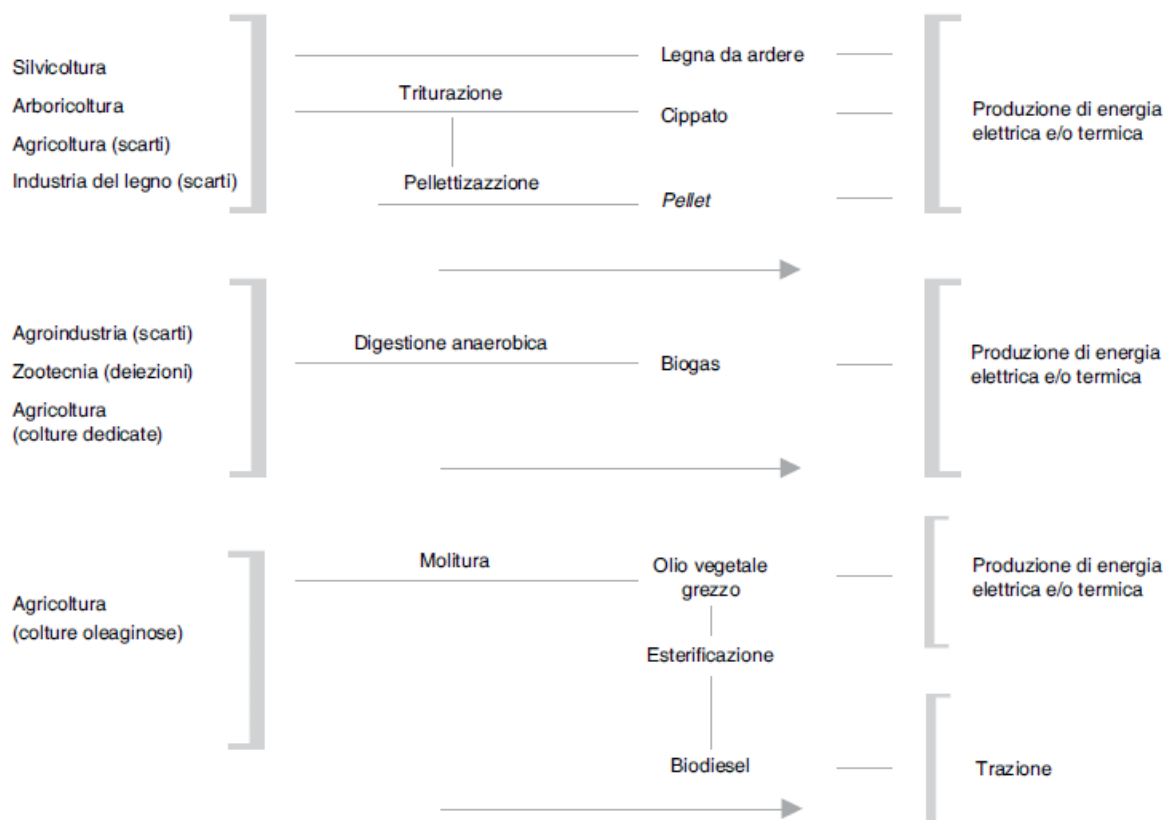 Silvicoltura
Arboricoltura
Agricoltura (scarti)
Industria del legno (scarti)
Triturazione
Pellettizazzione
Legna da ardere
Cippato
Pellet
Produzione di energia
elettrica e/o termica
Agroindustria (scarti)
Zootecnia (deiezioni)
Agricoltura
(colture dedicate)
Digestione anaerobica
Biogas
Produzione di energia
elettrica e/o termica
Agricoltura
(colture oleaginose)
Molitura
Olio vegetale
grezzo
Esterificazione
Biodiesel
Produzione di energia
elettrica e/o termica
Trazione